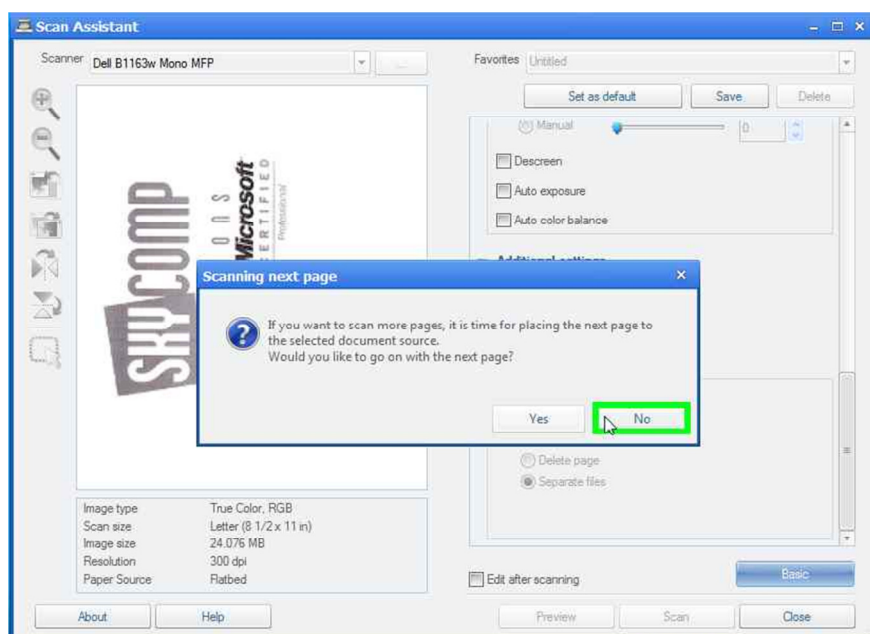 Scan Assistant
Scanner Dell B1163w Mono MFP ...
SKYCOMP
ons
Microsoft
CERTIFIED
Professional
Image type True Color, RGB
Scan size Letter (8 1/2 x 11 in)
Image size 24.076 MB
Resolution 300 dpi
Paper Source Flatbed
About Help
Favorites Untitled
Set as default Save Delete
Manual 0
Descreen
Auto exposure
Auto color balance
Additional settings
Scanning next page
If you want to scan more pages, it is time for placing the next page to
the selected document source.
Would you like to go on with the next page?
Yes No
Delete page
Separate files
Edit after scanning Basic
Preview Scan Close